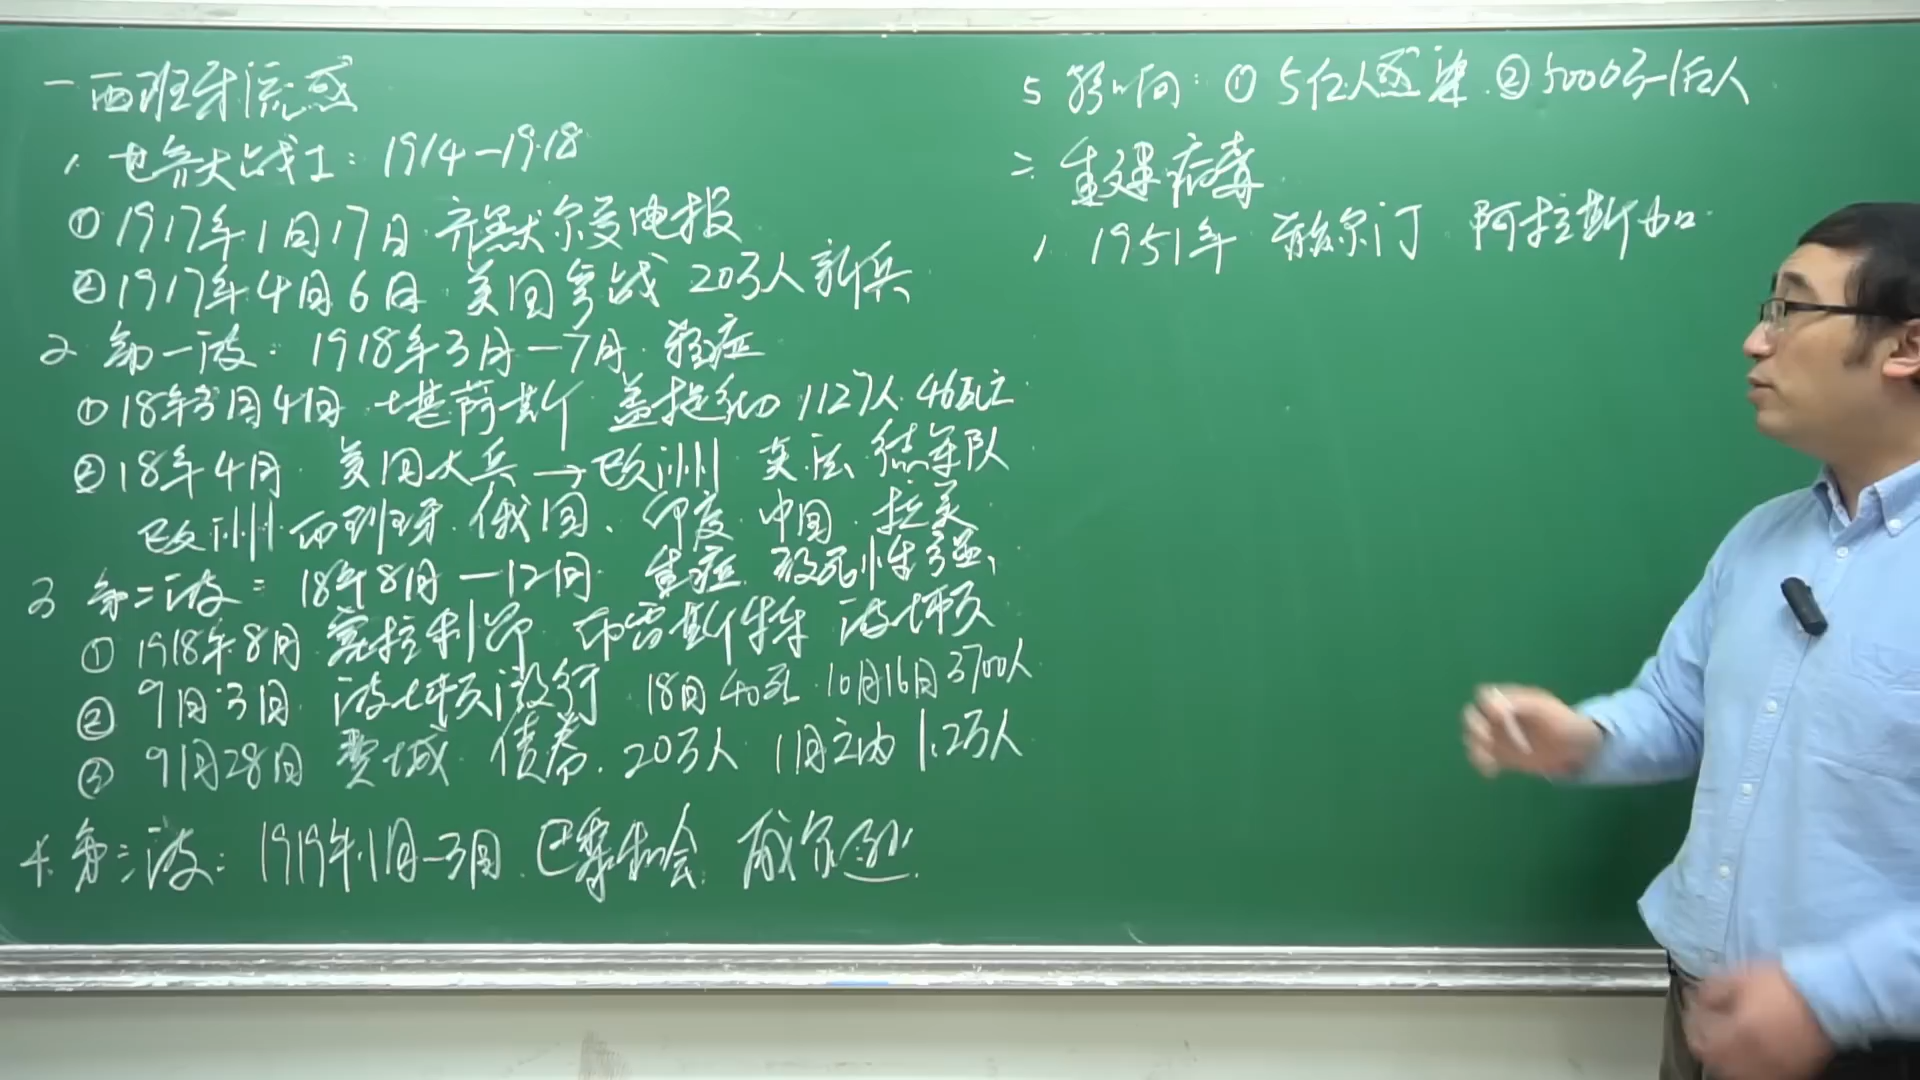 一 西班牙流感
1. 世界大战I: 1914-1918
① 1917年1月17日 齐默尔曼电报
② 1917年4月6日 美国参战 20万人新兵
2 第一波: 1918年3月-7月 轻症
① 18年3月4日 堪萨斯 盖提约 1127人 46死亡
② 18年4月 美国大兵→欧洲 英.法 德军队
欧洲.西班牙.俄国、印度 中国 拉美
3 第二波: 18年8月-12月 重症 致死性强
① 1918年8月 塞拉利昂 布雷斯特 波士顿
② 9月3日 波士顿 游行 18日40死 10月16日3700人
③ 9月28日 费城 债券. 20万人 1月之内 1.2万人
4. 第三波: 1919年1月-3月. 巴黎和会. 威尔逊.
5 影响: ① 5亿人感染 ② 5000万-1亿人
二 重建病毒
1. 1951年 赫尔汀 阿拉斯加